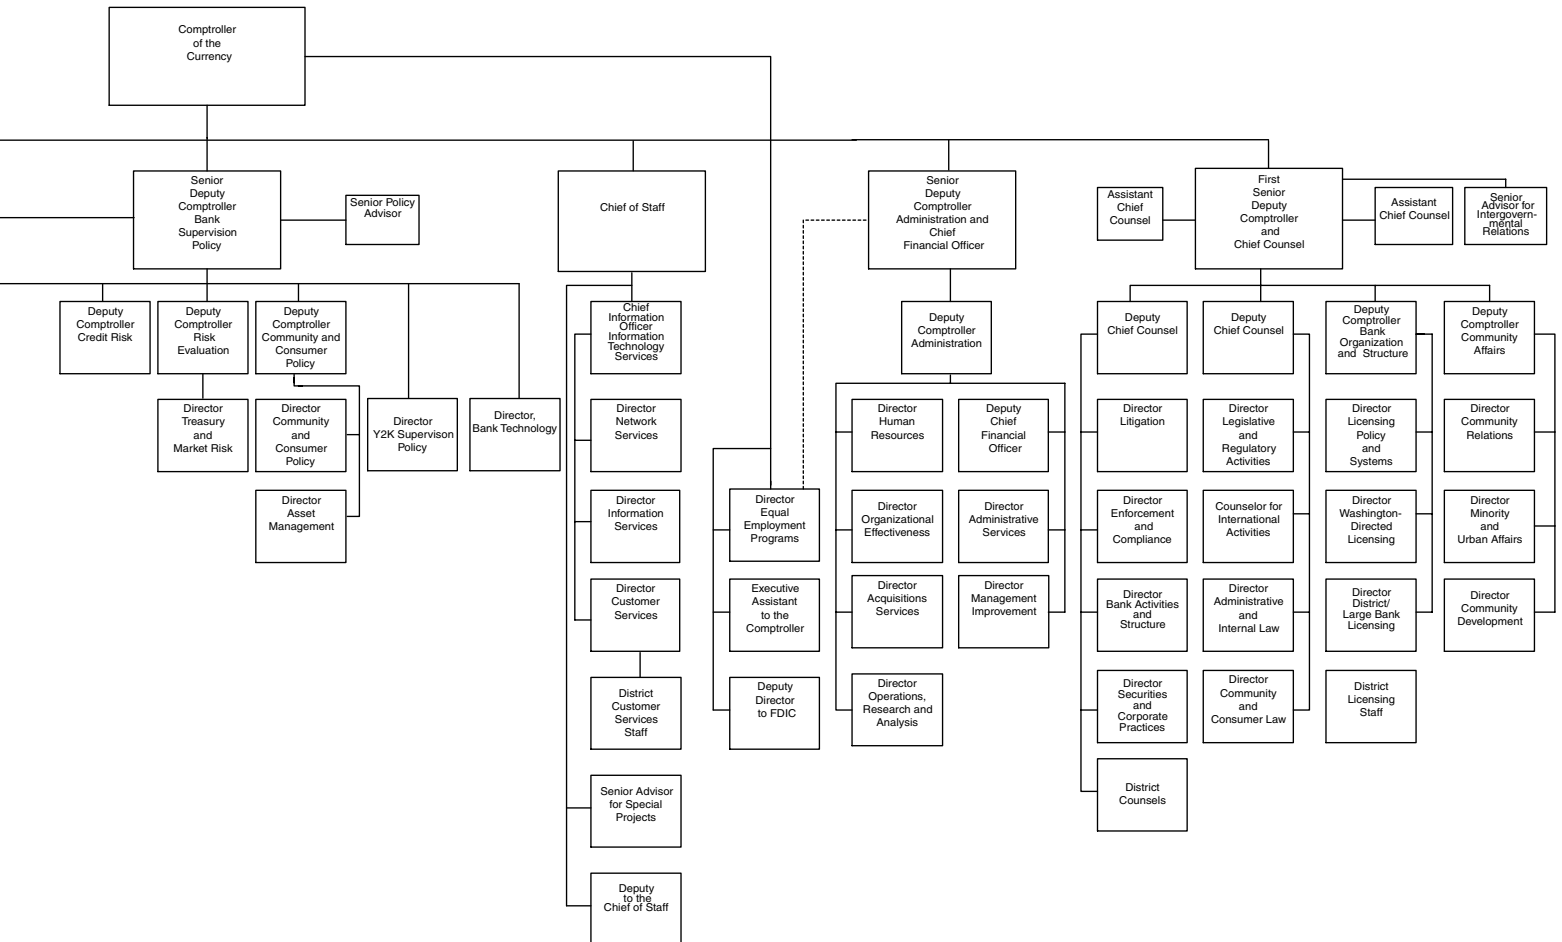 Comptroller
of the
Currency
Senior
Deputy
Comptroller
Bank
Supervision
Policy
Senior Policy
Advisor
Chief of Staff
Senior
Deputy
Comptroller
Administration and
Chief
Financial Officer
Assistant
Chief
Counsel
First
Senior
Deputy
Comptroller
and
Chief Counsel
Assistant
Chief Counsel
Senior
Advisor for
Intergovern-
mental
Relations
Deputy
Comptroller
Credit Risk
Deputy
Comptroller
Risk
Evaluation
Deputy
Comptroller
Community and
Consumer
Policy
Director
Treasury
and
Market Risk
Director
Community
and
Consumer
Policy
Director
Y2K Supervison
Policy
Director,
Bank Technology
Director
Asset
Management
Chief
Information
Officer
Information
Technology
Services
Director
Network
Services
Director
Information
Services
Director
Customer
Services
District
Customer
Services
Staff
Senior Advisor
for Special
Projects
Deputy
to the
Chief of Staff
Director
Equal
Employment
Programs
Executive
Assistant
to the
Comptroller
Deputy
Director
to FDIC
Deputy
Comptroller
Administration
Director
Human
Resources
Deputy
Chief
Financial
Officer
Director
Organizational
Effectiveness
Director
Administrative
Services
Director
Acquisitions
Services
Director
Management
Improvement
Director
Operations,
Research and
Analysis
Deputy
Chief Counsel
Deputy
Chief Counsel
Deputy
Comptroller
Bank
Organization
and Structure
Deputy
Comptroller
Community
Affairs
Director
Litigation
Director
Legislative
and
Regulatory
Activities
Director
Licensing
Policy
and
Systems
Director
Community
Relations
Director
Enforcement
and
Compliance
Counselor for
International
Activities
Director
Washington-
Directed
Licensing
Director
Minority
and
Urban Affairs
Director
Bank Activities
and
Structure
Director
Administrative
and
Internal Law
Director
District/
Large Bank
Licensing
Director
Community
Development
Director
Securities
and
Corporate
Practices
Director
Community
and
Consumer Law
District
Licensing
Staff
District
Counsels